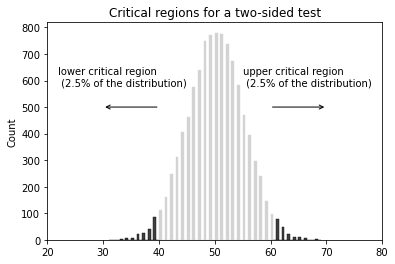 Critical regions for a two-sided test
800
700
600
500
400
300
200
100
0
Count
lower critical region
(2.5% of the distribution)
upper critical region
(2.5% of the distribution)
20 30 40 50 60 70 80